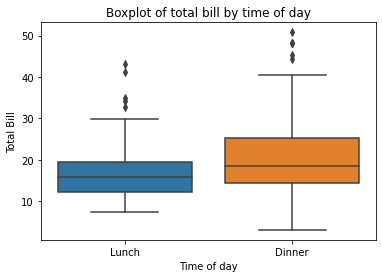 Boxplot of total bill by time of day
50
40
30
20
10
Total Bill
Lunch
Dinner
Time of day